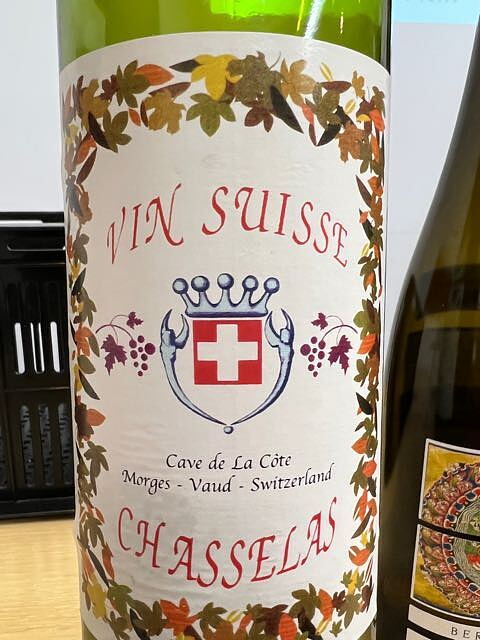 VIN SUISSE
Cave de La Côte
Morges - Vaud - Switzerland
CHASSELAS